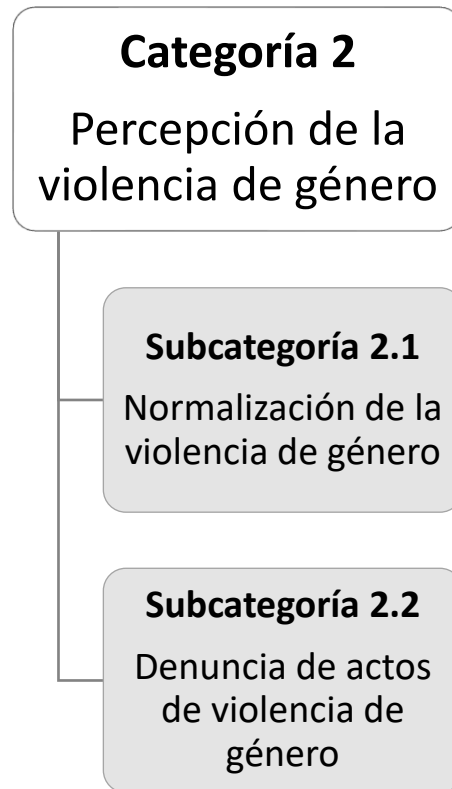 Categoría 2
Percepción de la
violencia de género
Subcategoría 2.1
Normalización de la
violencia de género
Subcategoría 2.2
Denuncia de actos
de violencia de
género